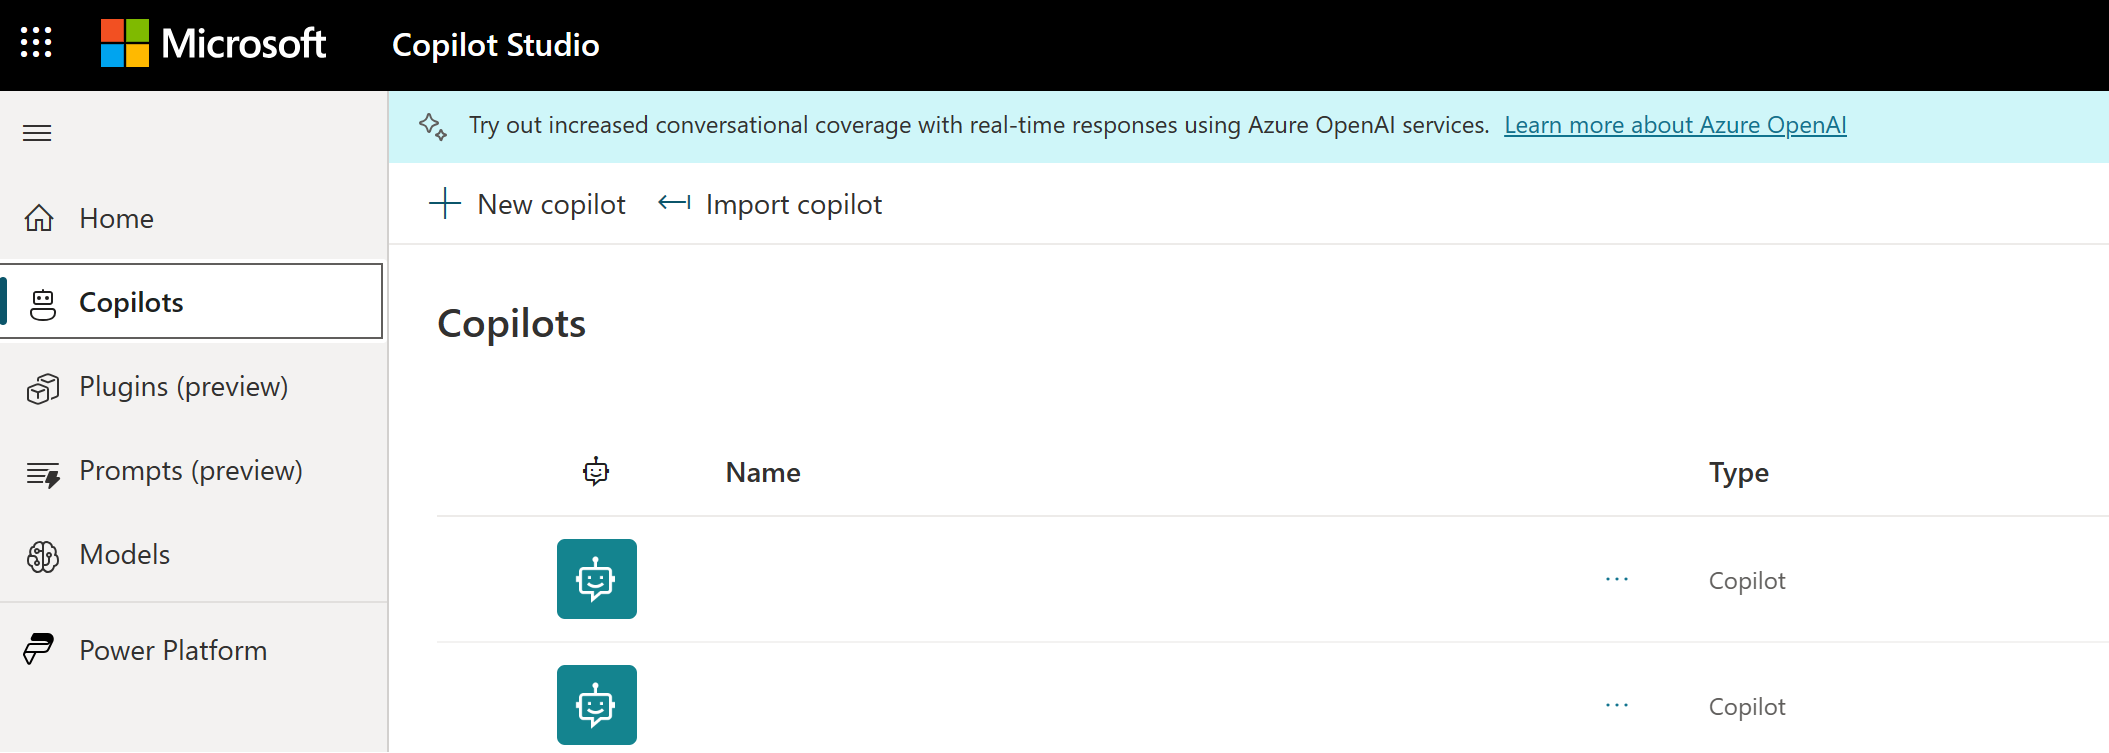 Microsoft Copilot Studio
Try out increased conversational coverage with real-time responses using Azure OpenAI services. Learn more about Azure OpenAI
New copilot Import copilot
Home
Copilots
Plugins (preview)
Prompts (preview)
Models
Power Platform
Copilots
Name Type
Copilot
Copilot